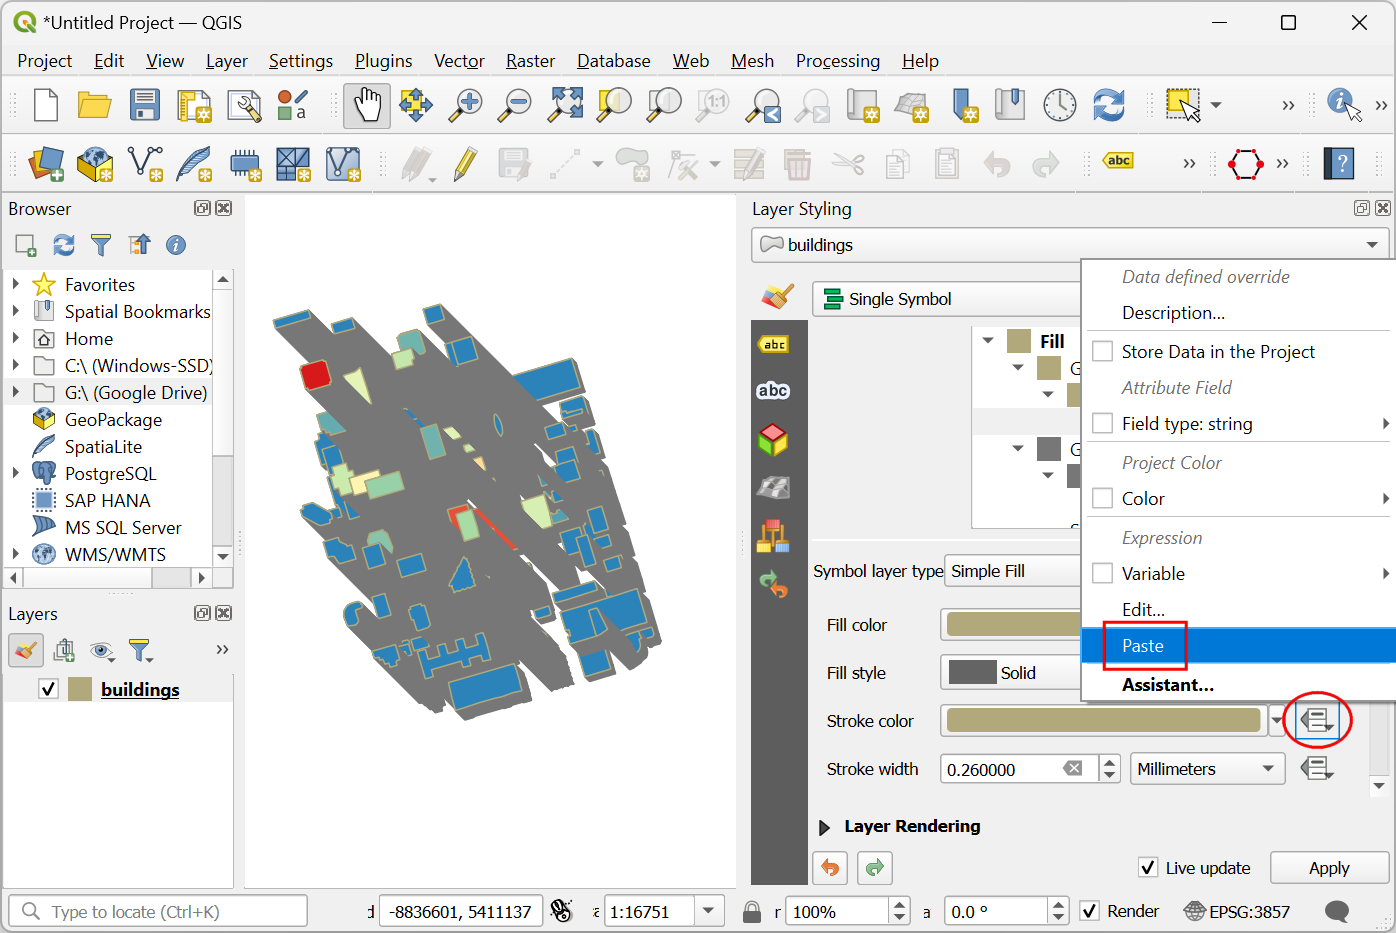 *Untitled Project — QGIS
Project Edit View Layer Settings Plugins Vector Raster Database Web Mesh Processing Help
a
1:1
abc
?
Browser
Layer Styling
buildings
Favorites
Spatial Bookmarks
Home
C:\ (Windows-SSD)
G:\ (Google Drive)
GeoPackage
SpatiaLite
PostgreSQL
SAP HANA
MS SQL Server
WMS/WMTS
Layers
buildings
Single Symbol
abc
abc
Fill
G
G
Symbol layer type Simple Fill
Fill color
Fill style Solid
Stroke color
Stroke width 0.260000 Millimeters
Layer Rendering
Live update Apply
Data defined override
Description...
Store Data in the Project
Attribute Field
Field type: string
Project Color
Color
Expression
Variable
Edit...
Paste
Assistant...
Type to locate (Ctrl+K) d -8836601, 5411137 1:16751 r 100% a 0.0 ° Render EPSG:3857